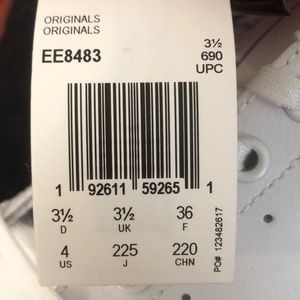 ORIGINALS
ORIGINALS
EE8483
3½
690
UPC
1 92611 59265 1
3½ 3½ 36
D UK F
4 225 220
US J CHN
PO# 123482617